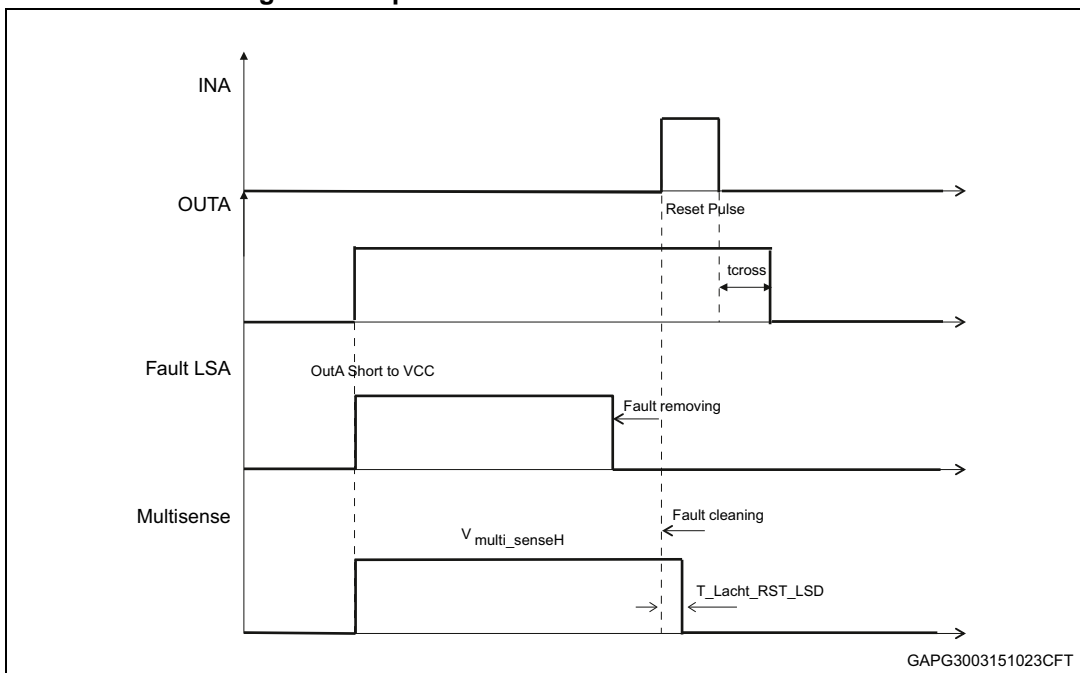 INA
Reset Pulse
OUTA
tcross
Fault LSA
OutA Short to VCC
Fault removing
Multisense
Fault cleaning
V multi_senseH
T_Lacht_RST_LSD
GAPG3003151023CFT